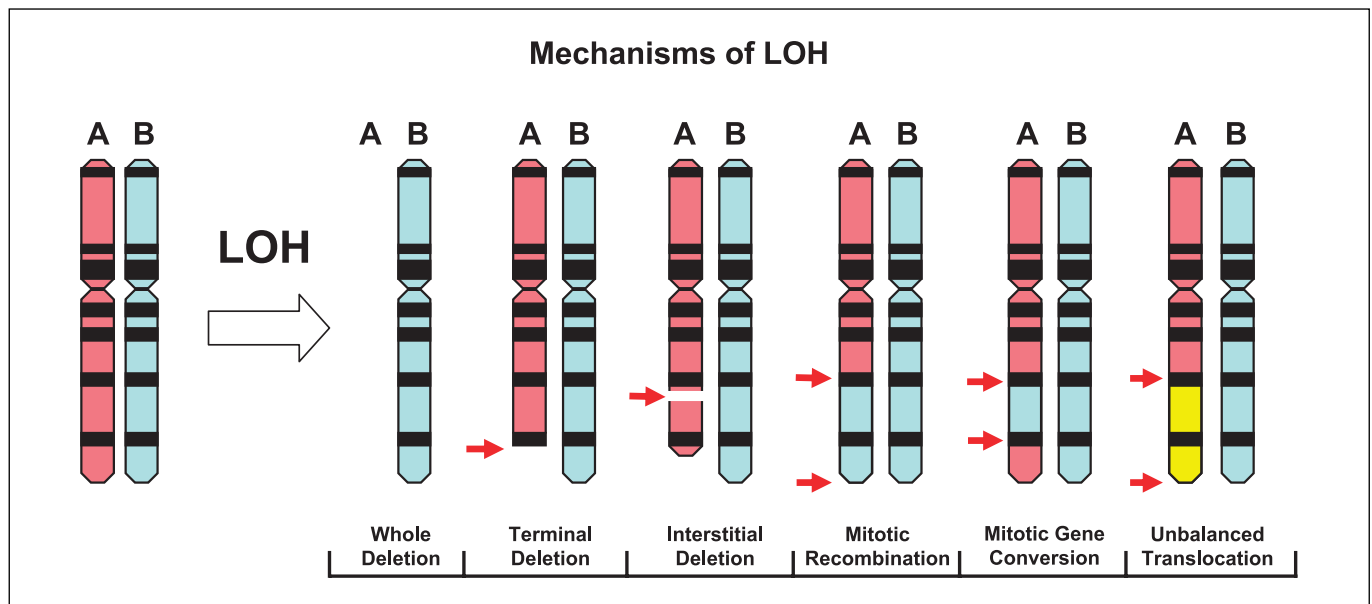 Mechanisms of LOH
A B
LOH
A B
A B
A B
A B
A B
A B
Whole
Deletion
Terminal
Deletion
Interstitial
Deletion
Mitotic
Recombination
Mitotic Gene
Conversion
Unbalanced
Translocation